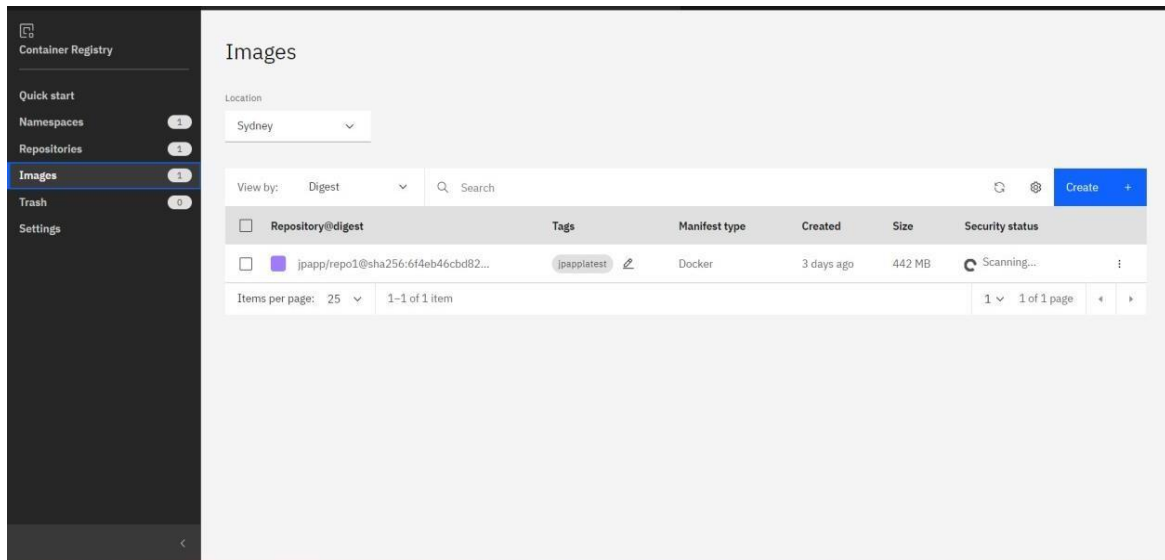 Container Registry
Quick start
Namespaces 1
Repositories 1
Images 1
Trash 0
Settings
Images
Location
Sydney
View by: Digest Search Create +
Repository@digest Tags Manifest type Created Size Security status
jpapp/repo1@sha256:6f4eb46cbd82... jpapplatest Docker 3 days ago 442 MB Scanning...
Items per page: 25 1–1 of 1 item 1 1 of 1 page